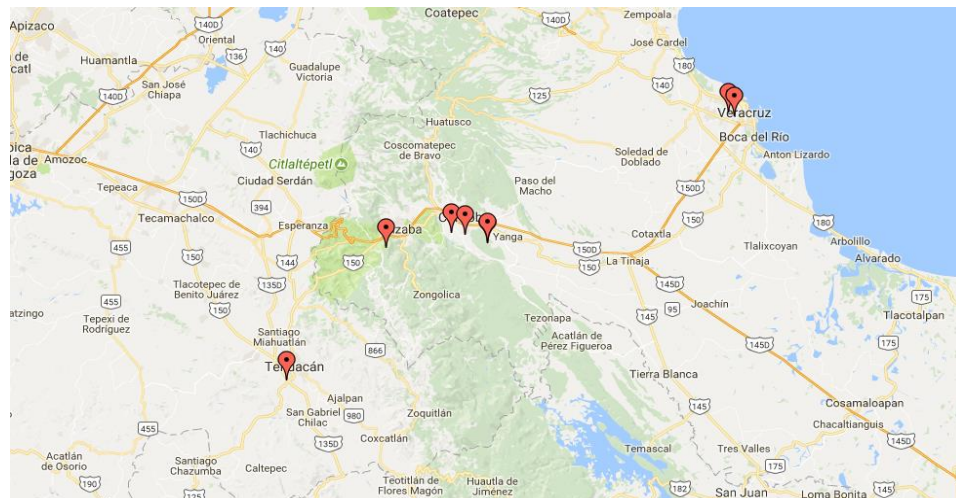 Coatepec
Zempoala
Apizaco
140D
Oriental
140
136
140D
José Cardel
180
Huamantla
Guadalupe
Victoria
140
San José
Chiapa
140D
125
Veracruz
Huatusco
Boca del Río
Tlachichuca
Coscomatepec
de Bravo
Soledad de
Doblado
Anton Lizardo
Citlaltépetl
Amozoc
Ciudad Serdán
Paso del
Macho
150D
Tepeaca
150D
394
Tecamachalco
Esperanza
150
180
Yanga
Cotaxtla
455
150D
Tlalixcoyan
Arbolillo
144
150
La Tinaja
150
Alvarado
Tlacotepec de
Benito Juárez
135D
145D
175
455
150
Zongolica
95
Joachín
Tlacotalpan
atzingo
Tepexi de
Rodríguez
Tezonapa
145
Santiago
Miahuatlán
866
Acatlán de
Pérez Figueroa
145D
175
Tierra Blanca
Ajalpan
San Gabriel
Chilac
980
Zoquitlán
145
Cosamaloapan
455
135D
Coxcatlán
Chacaltianguis
145D
Acatlán
de Osorio
Santiago
Chazumba
Caltepec
Temascal
Tres Valles
175
190
Teotitlán de
Flores Magón
Huautla de
Jiménez
182
San Juan
Loma Bonita
145
125